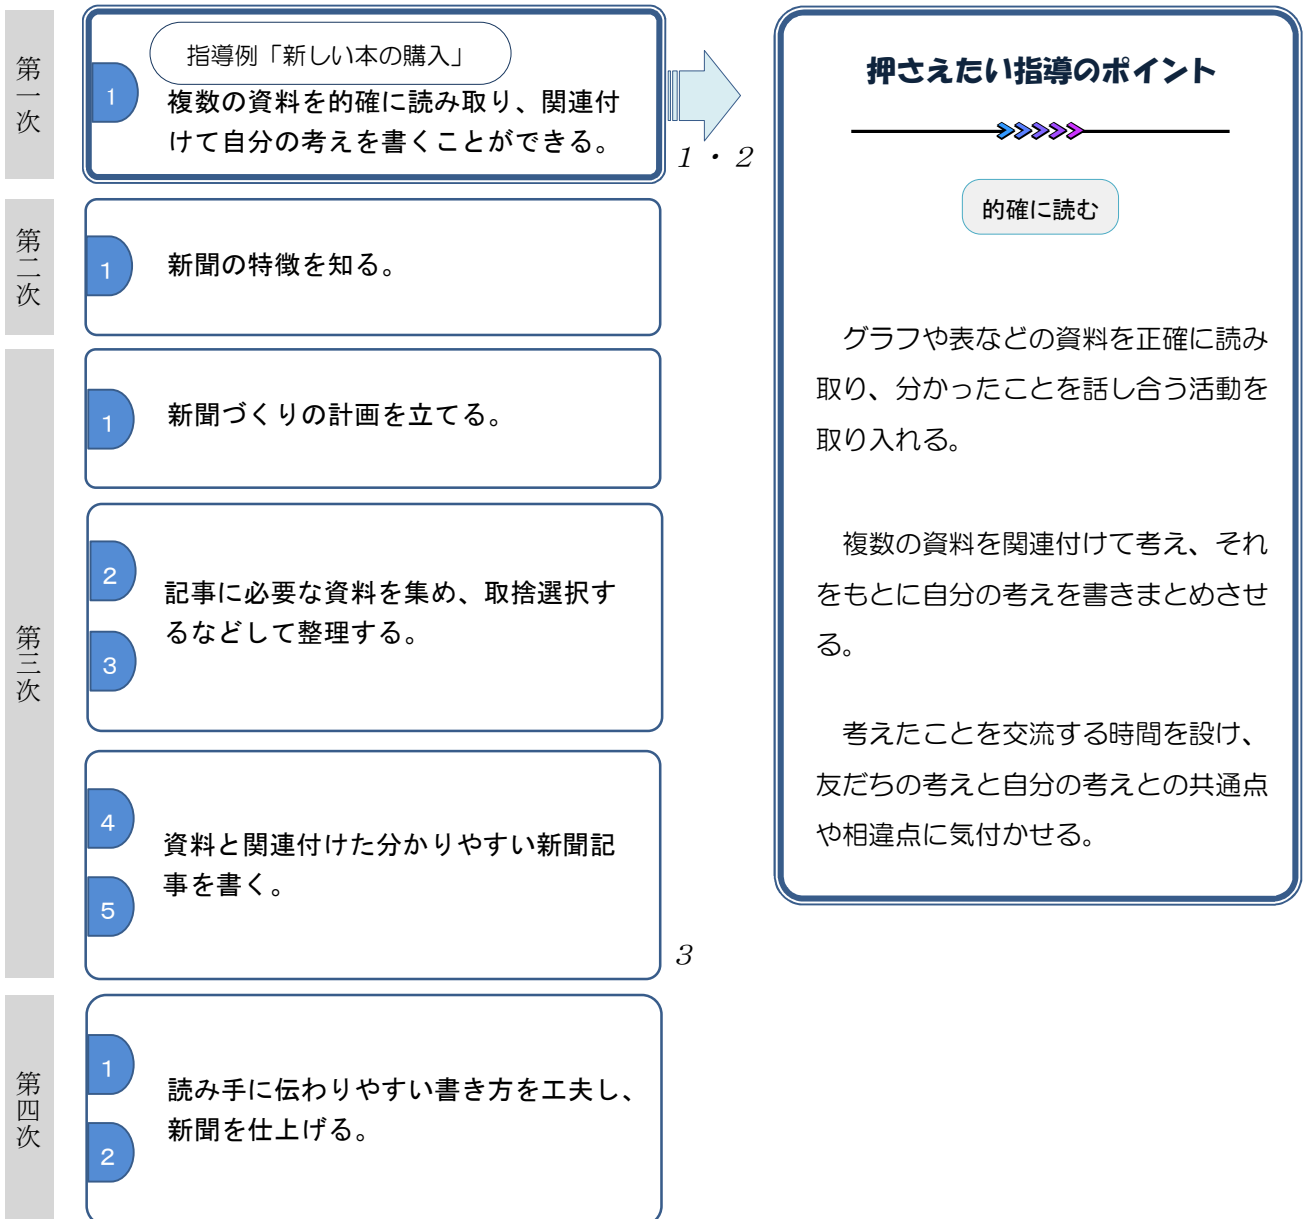 第一次
指導例「新しい本の購入」
1
複数の資料を的確に読み取り、関連付
けて自分の考えを書くことができる。
1・2
第二次
1
新聞の特徴を知る。
第三次
1
新聞づくりの計画を立てる。
2
3
記事に必要な資料を集め、取捨選択す
るなどして整理する。
4
5
資料と関連付けた分かりやすい新聞記
事を書く。
3
第四次
1
2
読み手に伝わりやすい書き方を工夫し、
新聞を仕上げる。
押さえたい指導のポイント
的確に読む
グラフや表などの資料を正確に読み
取り、分かったことを話し合う活動を
取り入れる。
複数の資料を関連付けて考え、それ
をもとに自分の考えを書きまとめさせ
る。
考えたことを交流する時間を設け、
友だちの考えと自分の考えとの共通点
や相違点に気付かせる。